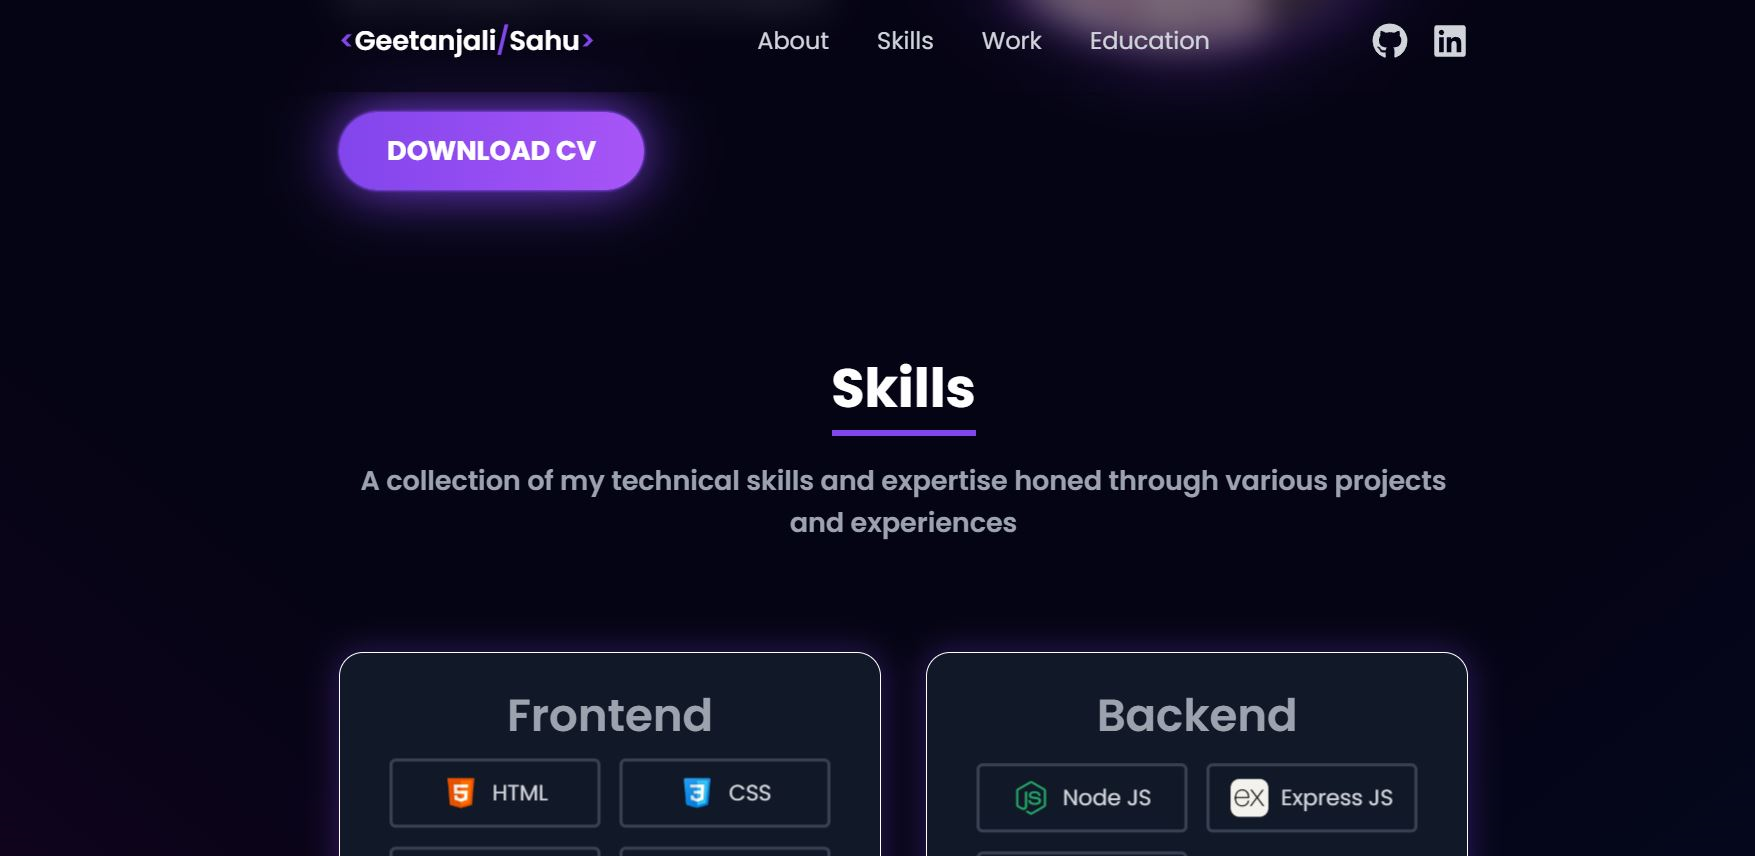 <Geetanjali/Sahu>
About Skills Work Education
DOWNLOAD CV
Skills
A collection of my technical skills and expertise honed through various projects
and experiences
Frontend
HTML CSS
Backend
Node JS Express JS